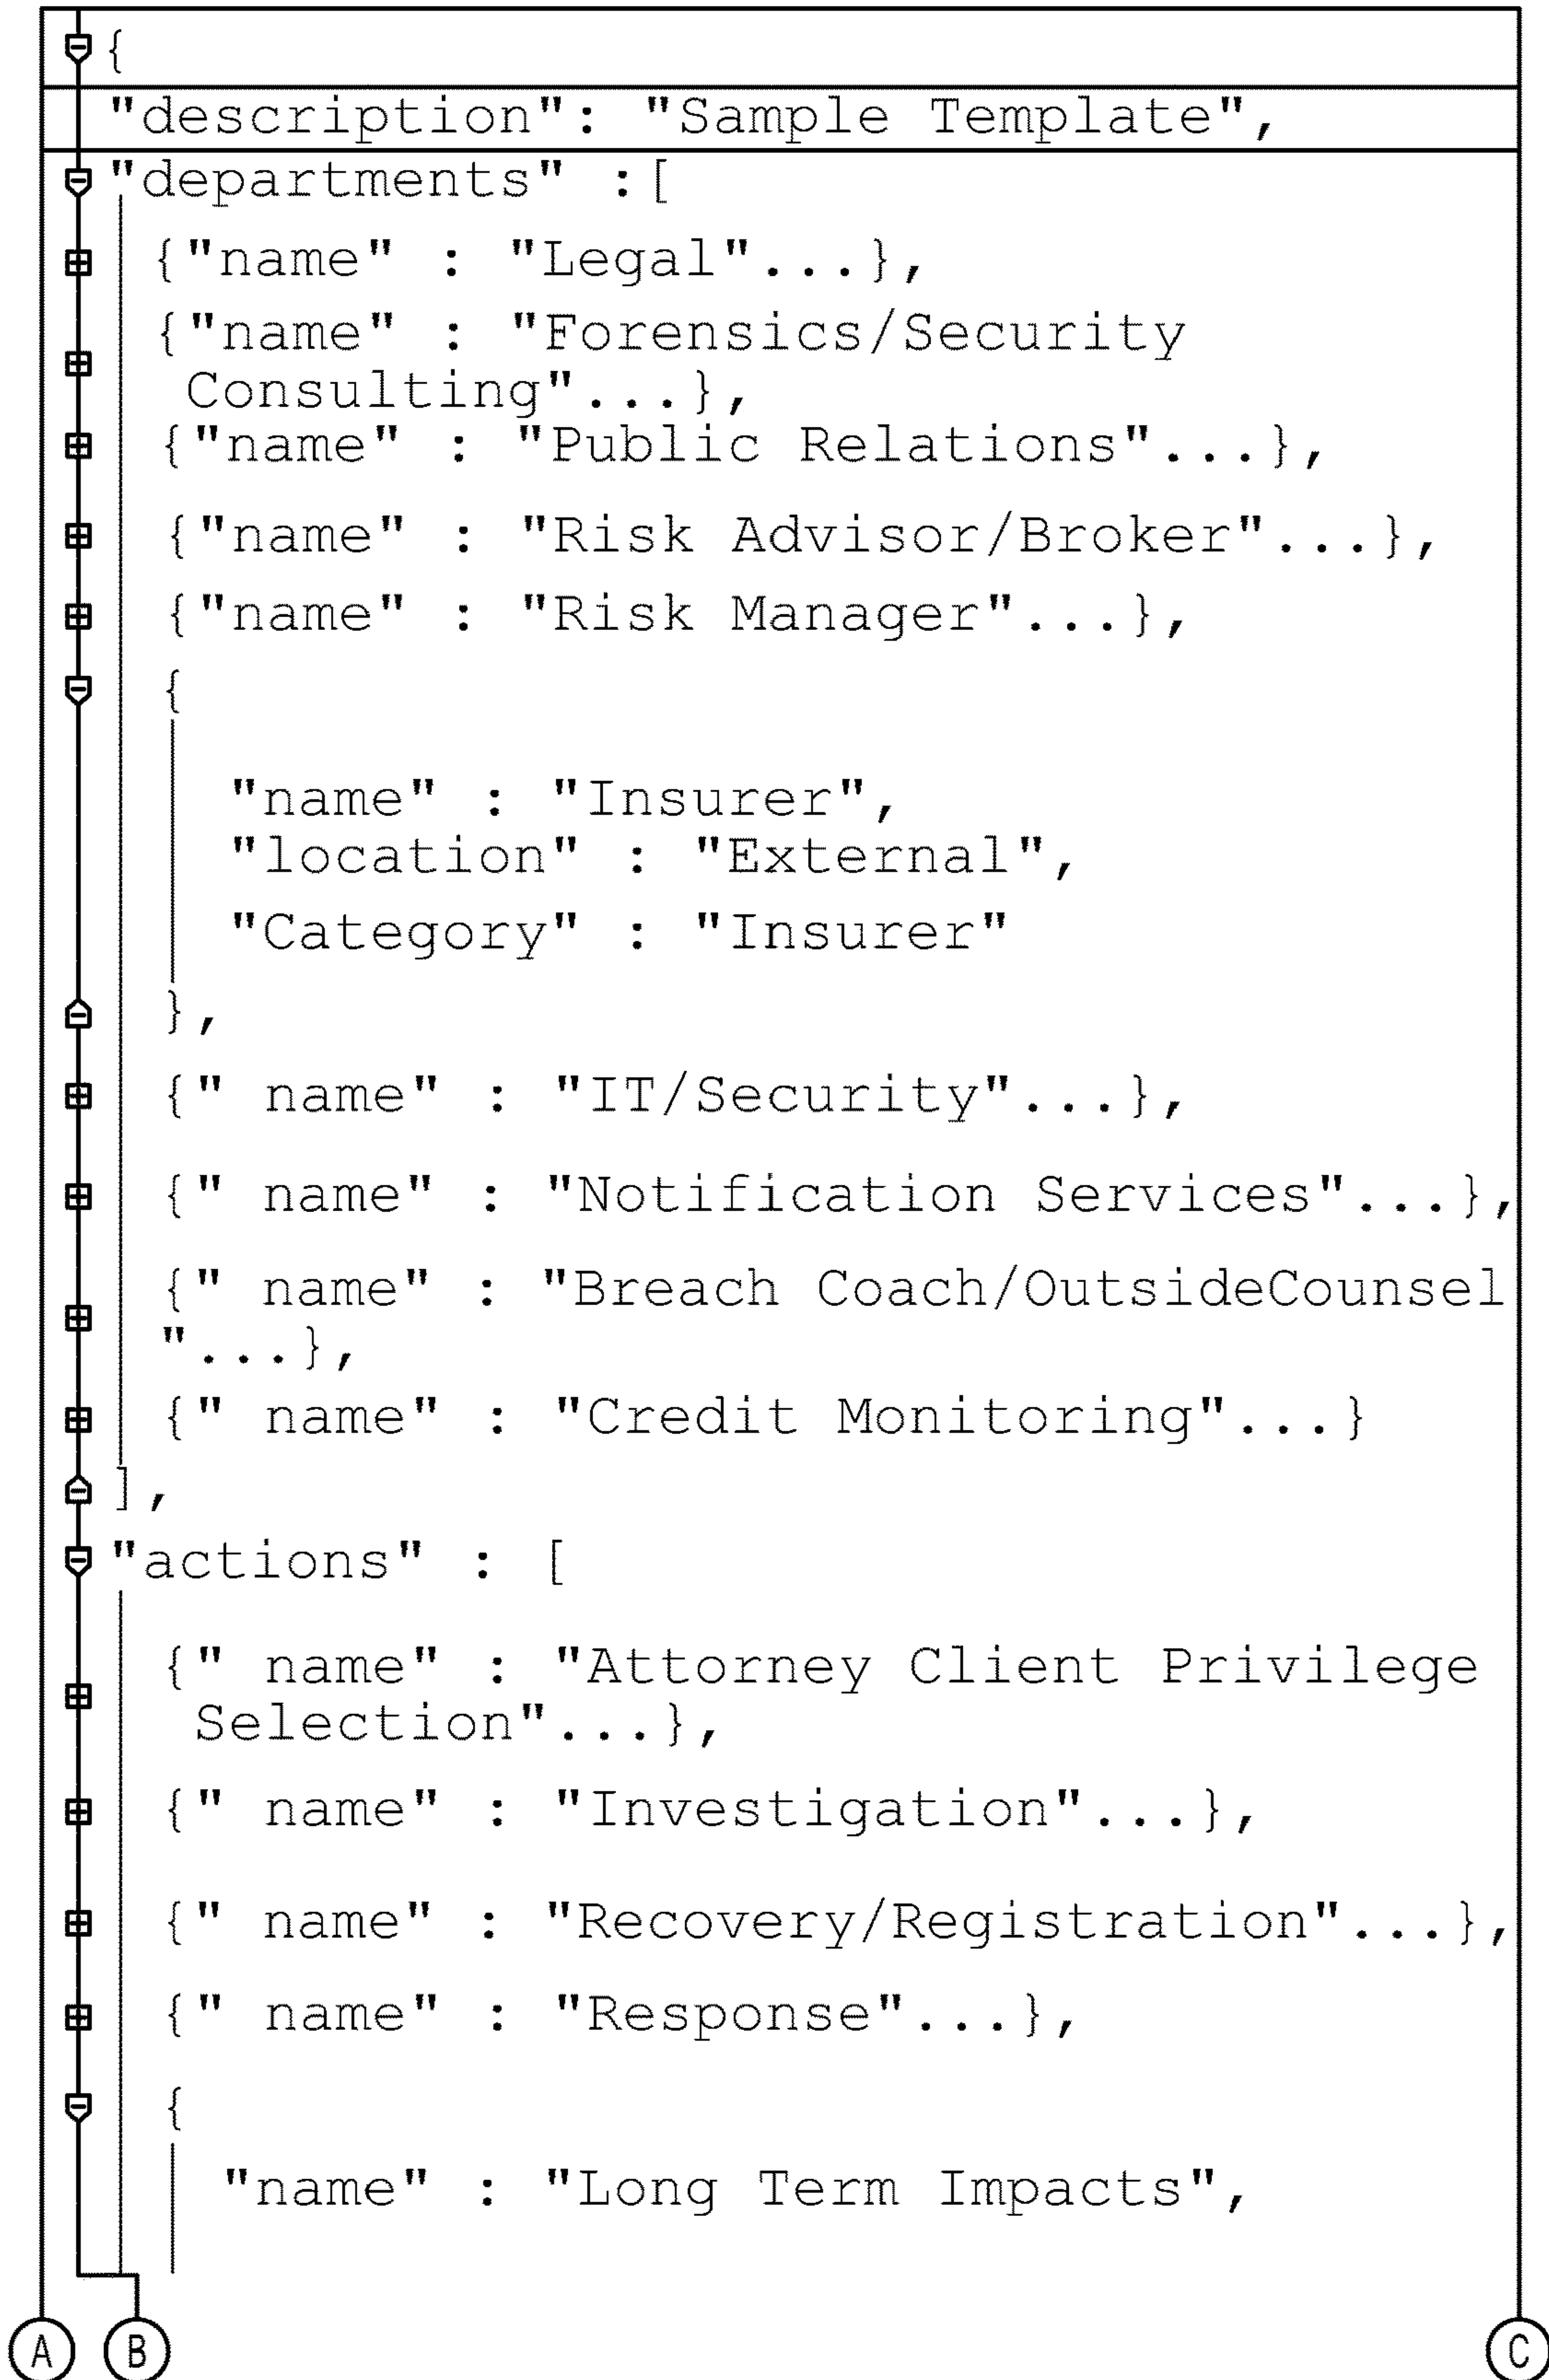 {
"description": "Sample Template",
"departments" :[
{"name" : "Legal"...},
{"name" : "Forensics/Security
Consulting"...},
{"name" : "Public Relations"...},
{"name" : "Risk Advisor/Broker"...},
{"name" : "Risk Manager"...},
{
"name" : "Insurer",
"location" : "External",
"Category" : "Insurer"
},
{" name" : "IT/Security"...},
{" name" : "Notification Services"...},
{" name" : "Breach Coach/OutsideCounsel
"...},
{" name" : "Credit Monitoring"...}
],
"actions" : [
{" name" : "Attorney Client Privilege
Selection"...},
{" name" : "Investigation"...},
{" name" : "Recovery/Registration"...},
{" name" : "Response"...},
{
"name" : "Long Term Impacts",
A B C